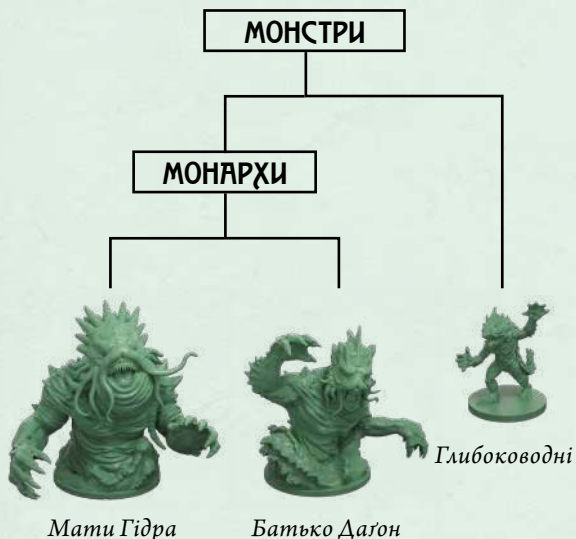 МОНСТРИ
МОНАРХИ
Глибоководні
Мати Гідра
Батько Даґон